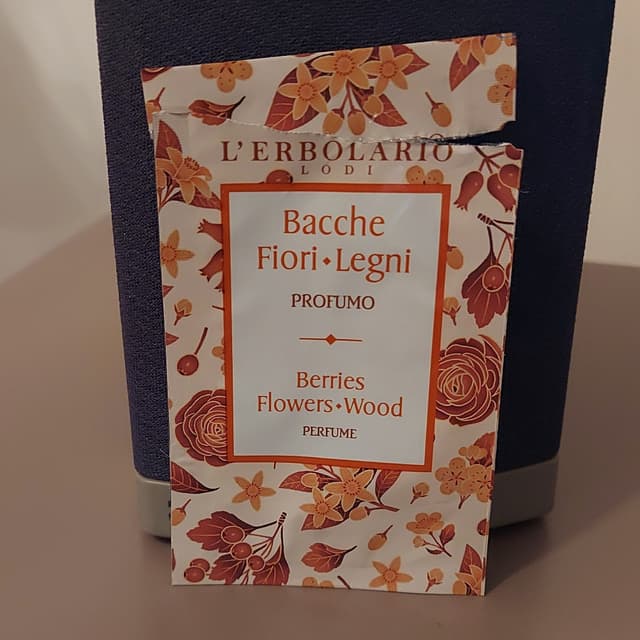 L'ERBOLARIO
LODI
Bacche
Fiori⬩Legni
PROFUMO
Berries
Flowers⬩Wood
PERFUME